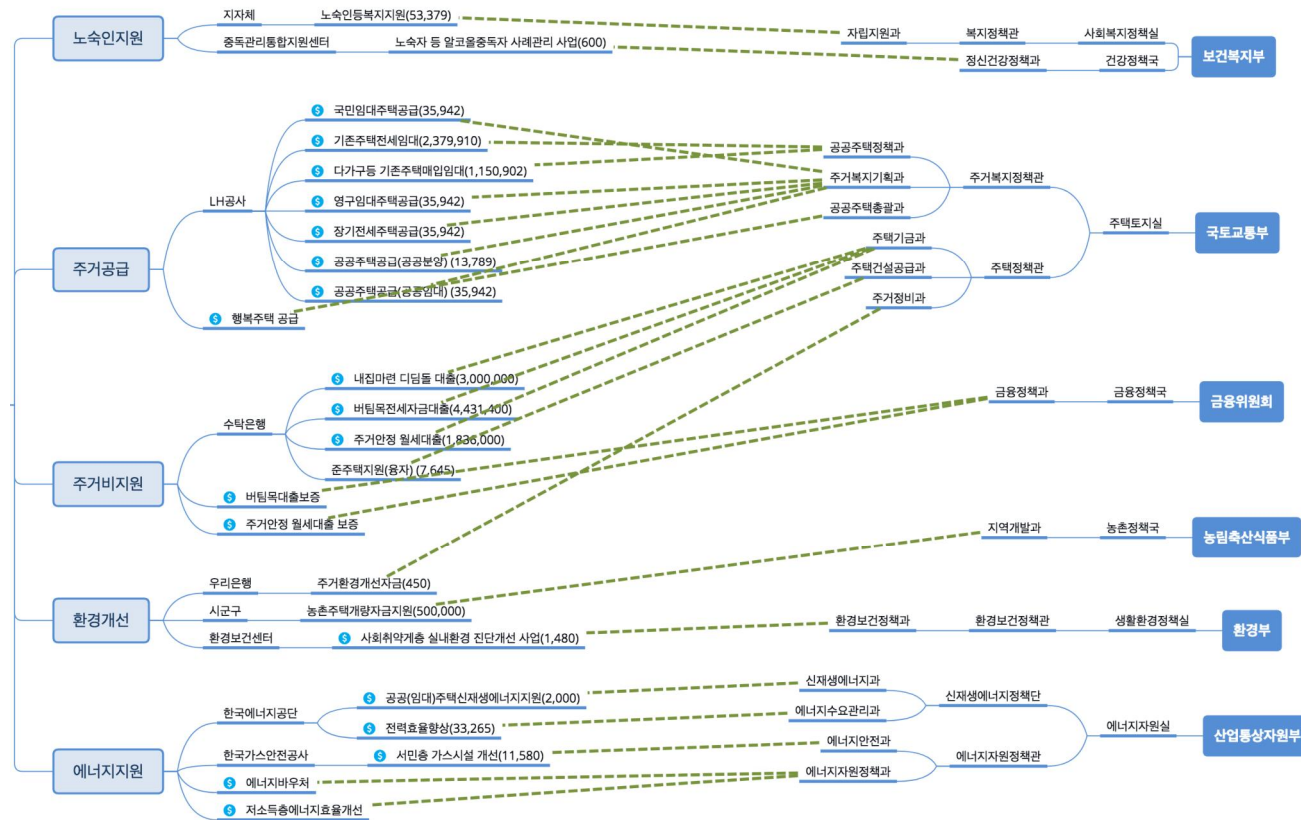 노숙인지원
지자체
노숙인등복지지원(53,379)
중독관리통합지원센터
노숙자 등 알코올중독자 사례관리 사업(600)
자립지원과
복지정책관
사회복지정책실
정신건강정책과
건강정책국
보건복지부
주거공급
LH공사
국민임대주택공급(35,942)
기존주택전세임대(2,379,910)
다가구등 기존주택매입임대(1,150,902)
영구임대주택공급(35,942)
장기전세주택공급(35,942)
공공주택공급(공공분양) (13,789)
공공주택공급(공공임대) (35,942)
행복주택 공급
공공주택정책과
주거복지기획과
공공주택총괄과
주거복지정책관
주택기금과
주택건설공급과
주거정비과
주택정책관
주택토지실
국토교통부
주거비지원
수탁은행
내집마련 디딤돌 대출(3,000,000)
버팀목전세자금대출(4,431,400)
주거안정 월세대출(1,836,000)
준주택지원(융자) (7,645)
버팀목대출보증
주거안정 월세대출 보증
금융정책과
금융정책국
금융위원회
환경개선
우리은행
주거환경개선자금(450)
시군구
농촌주택개량자금지원(500,000)
환경보건센터
사회취약게층 실내환경 진단개선 사업(1,480)
지역개발과
농촌정책국
농림축산식품부
환경보건정책과
환경보건정책관
생활환경정책실
환경부
에너지지원
한국에너지공단
공공(임대)주택신재생에너지지원(2,000)
전력효율향상(33,265)
한국가스안전공사
서민층 가스시설 개선(11,580)
에너지바우처
저소득층에너지효율개선
신재생에너지과
에너지수요관리과
신재생에너지정책단
에너지안전과
에너지자원정책과
에너지자원정책관
에너지자원실
산업통상자원부